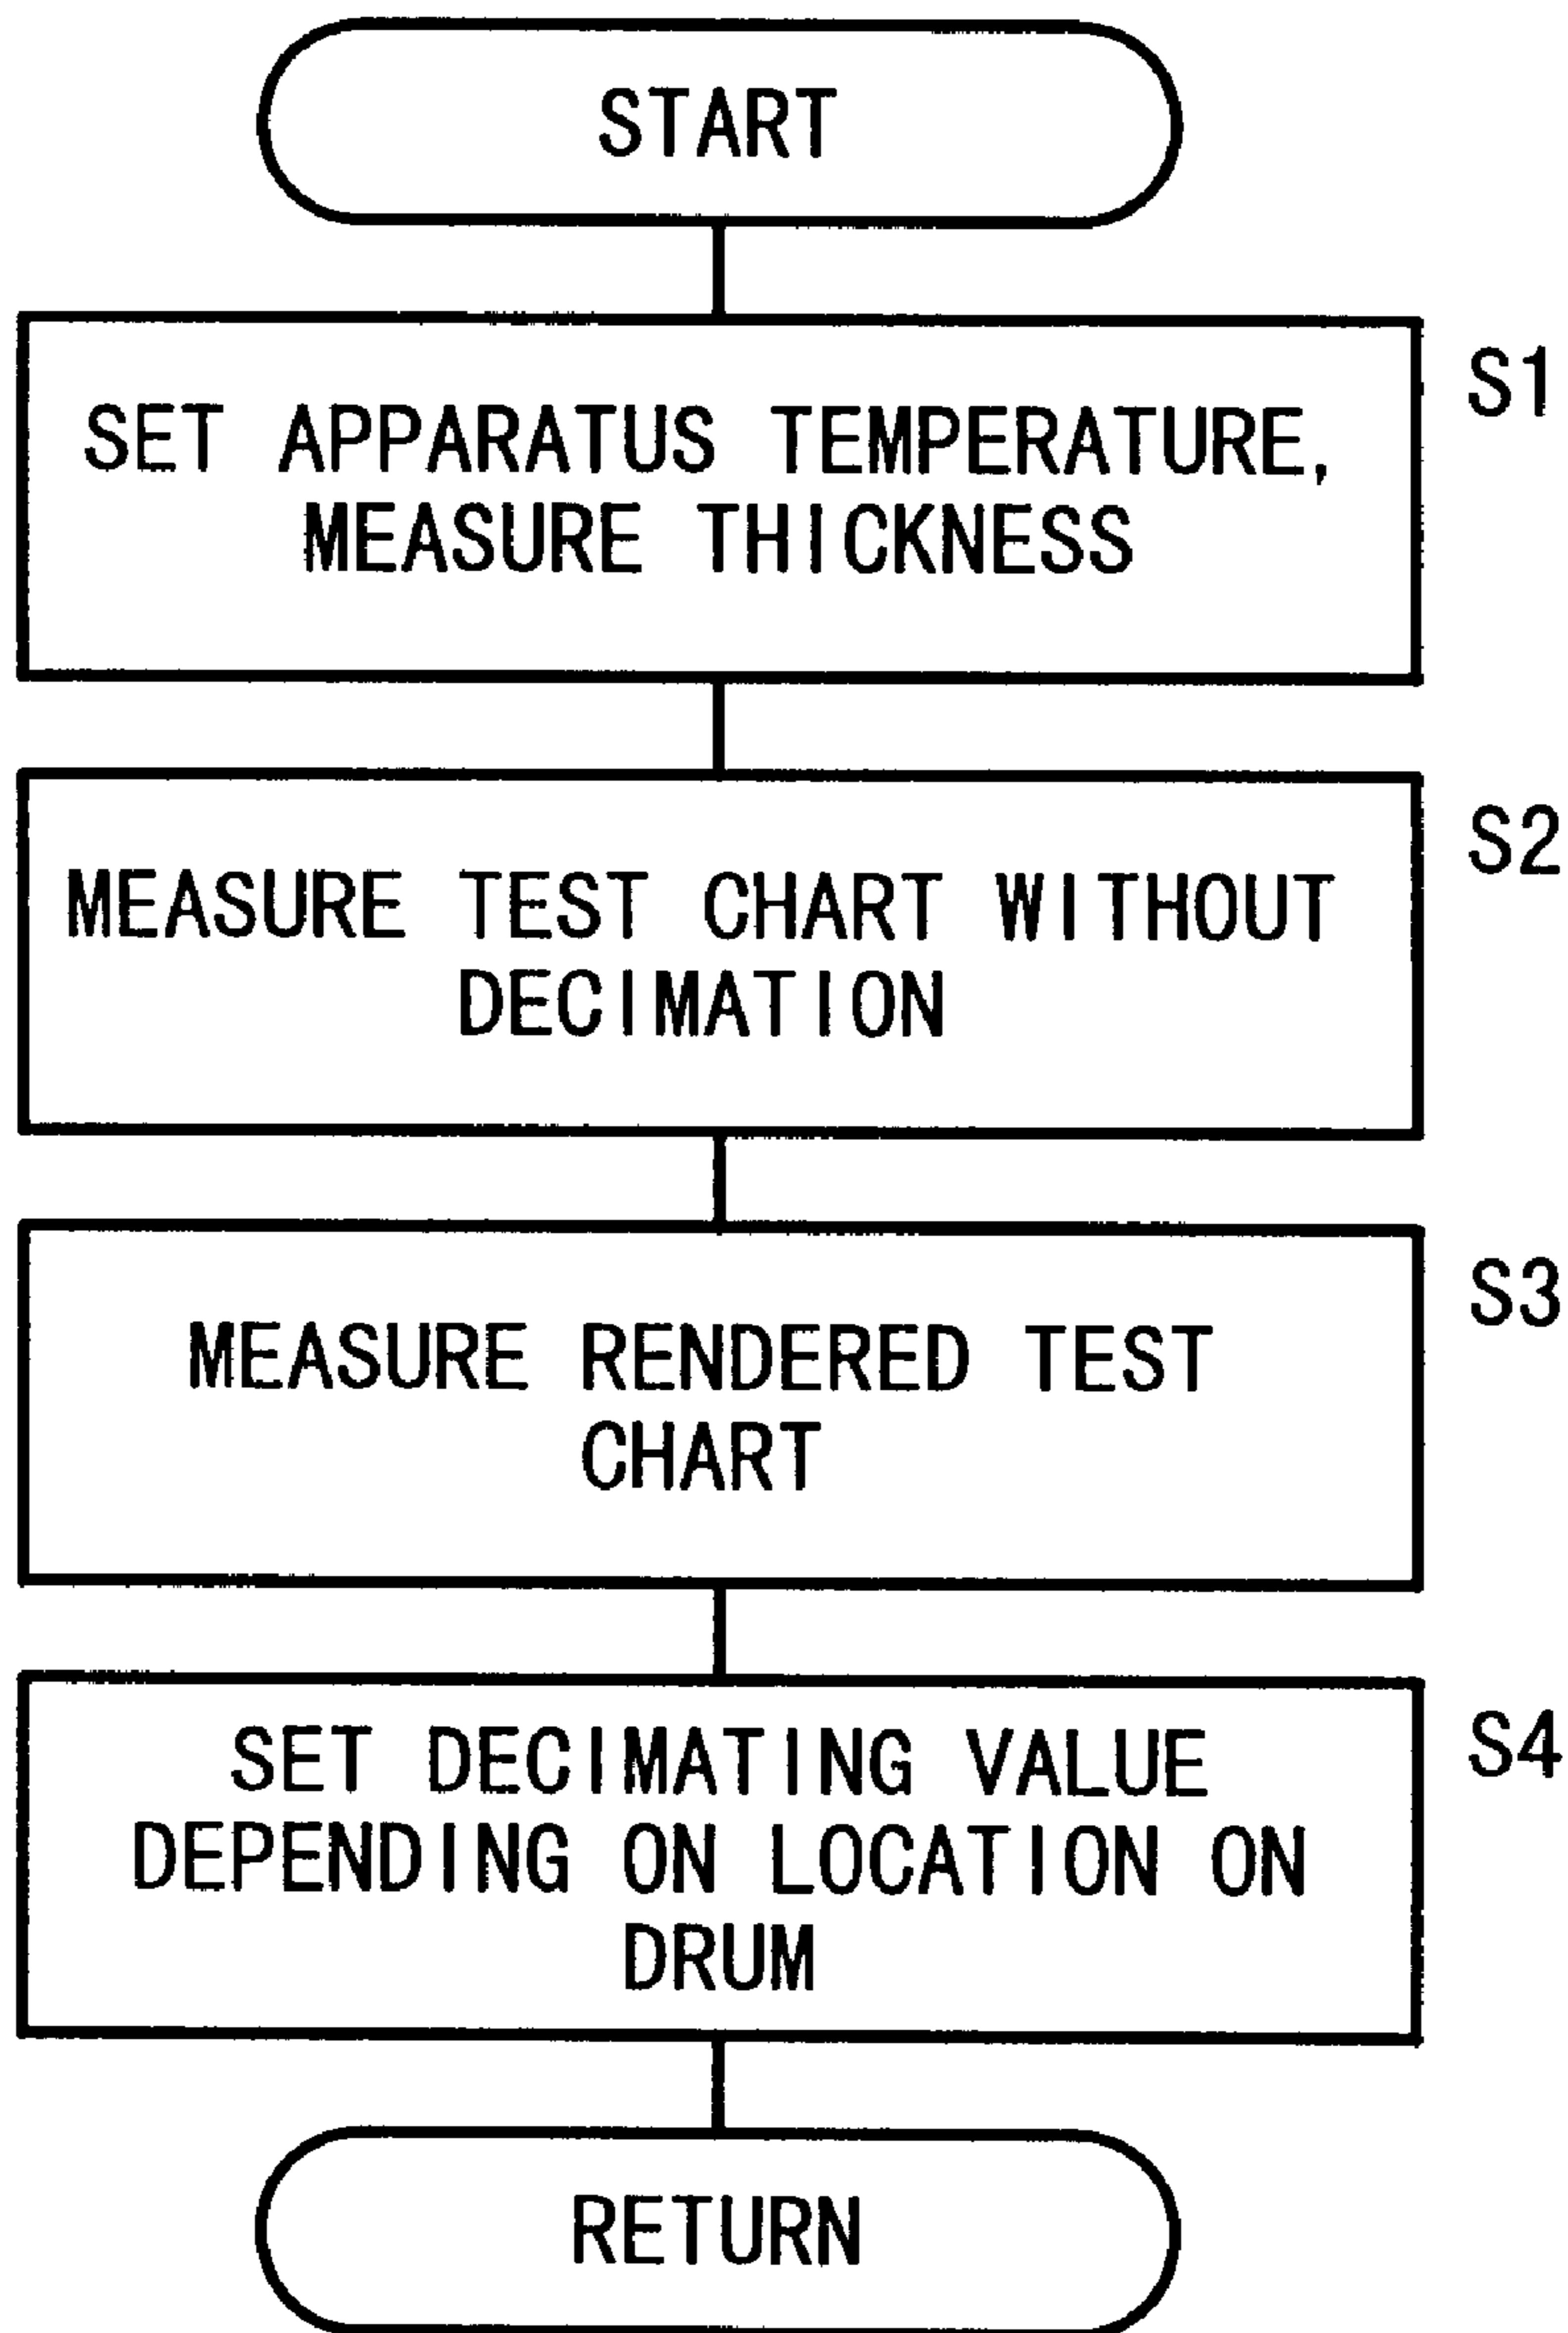 START
S1
SET APPARATUS TEMPERATURE,
MEASURE THICKNESS
S2
MEASURE TEST CHART WITHOUT
DECIMATION
S3
MEASURE RENDERED TEST
CHART
S4
SET DECIMATING VALUE
DEPENDING ON LOCATION ON
DRUM
RETURN